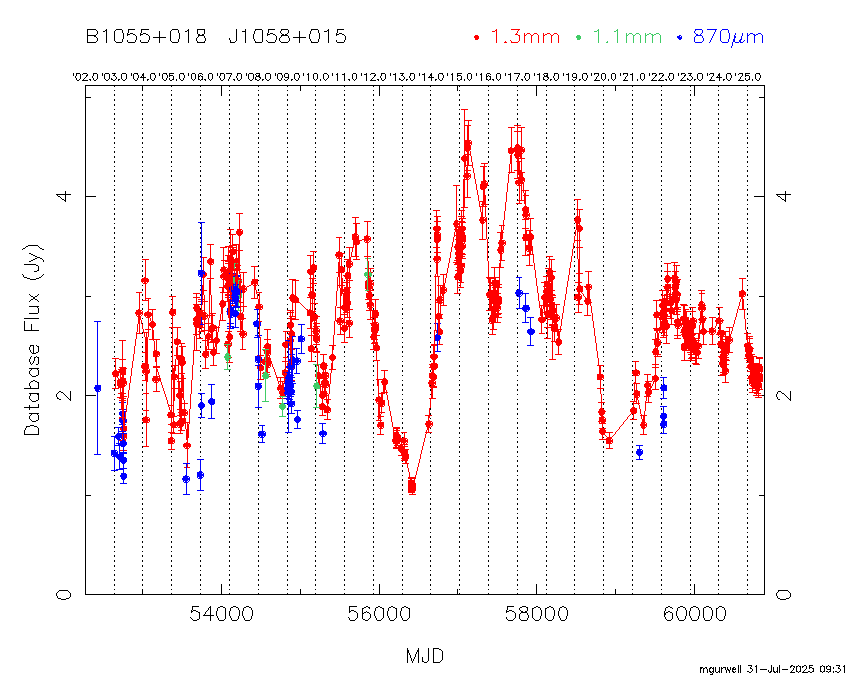 B1055+018 J1058+015 1.3mm 1.1mm 870μm
'02.0 '03.0 '04.0 '05.0 '06.0 '07.0 '08.0 '09.0 '10.0 '11.0 '12.0 '13.0 '14.0 '15.0 '16.0 '17.0 '18.0 '19.0 '20.0 '21.0 '22.0 '23.0 '24.0 '25.0
4 4
Database Flux (Jy)
2 2
0 0
54000 56000 58000 60000
MJD
mgurwell 31-Jul-2025 09:31